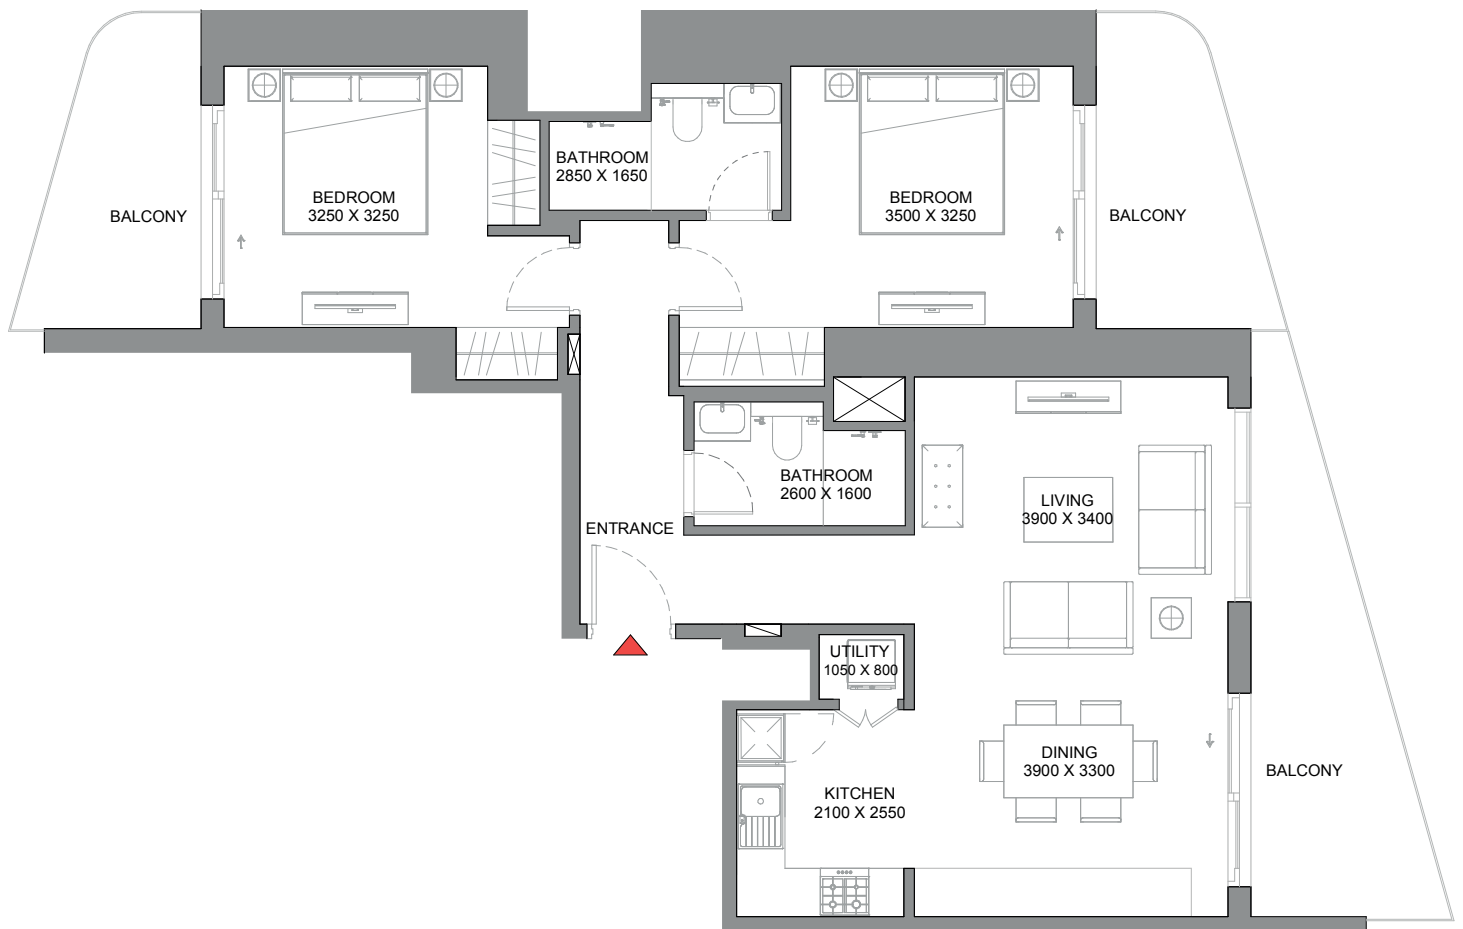 BATHROOM
2850 X 1650
BEDROOM
3250 X 3250
BEDROOM
3500 X 3250
BALCONY
BALCONY
BATHROOM
2600 X 1600
LIVING
3900 X 3400
ENTRANCE
UTILITY
1050 X 800
DINING
3900 X 3300
BALCONY
KITCHEN
2100 X 2550